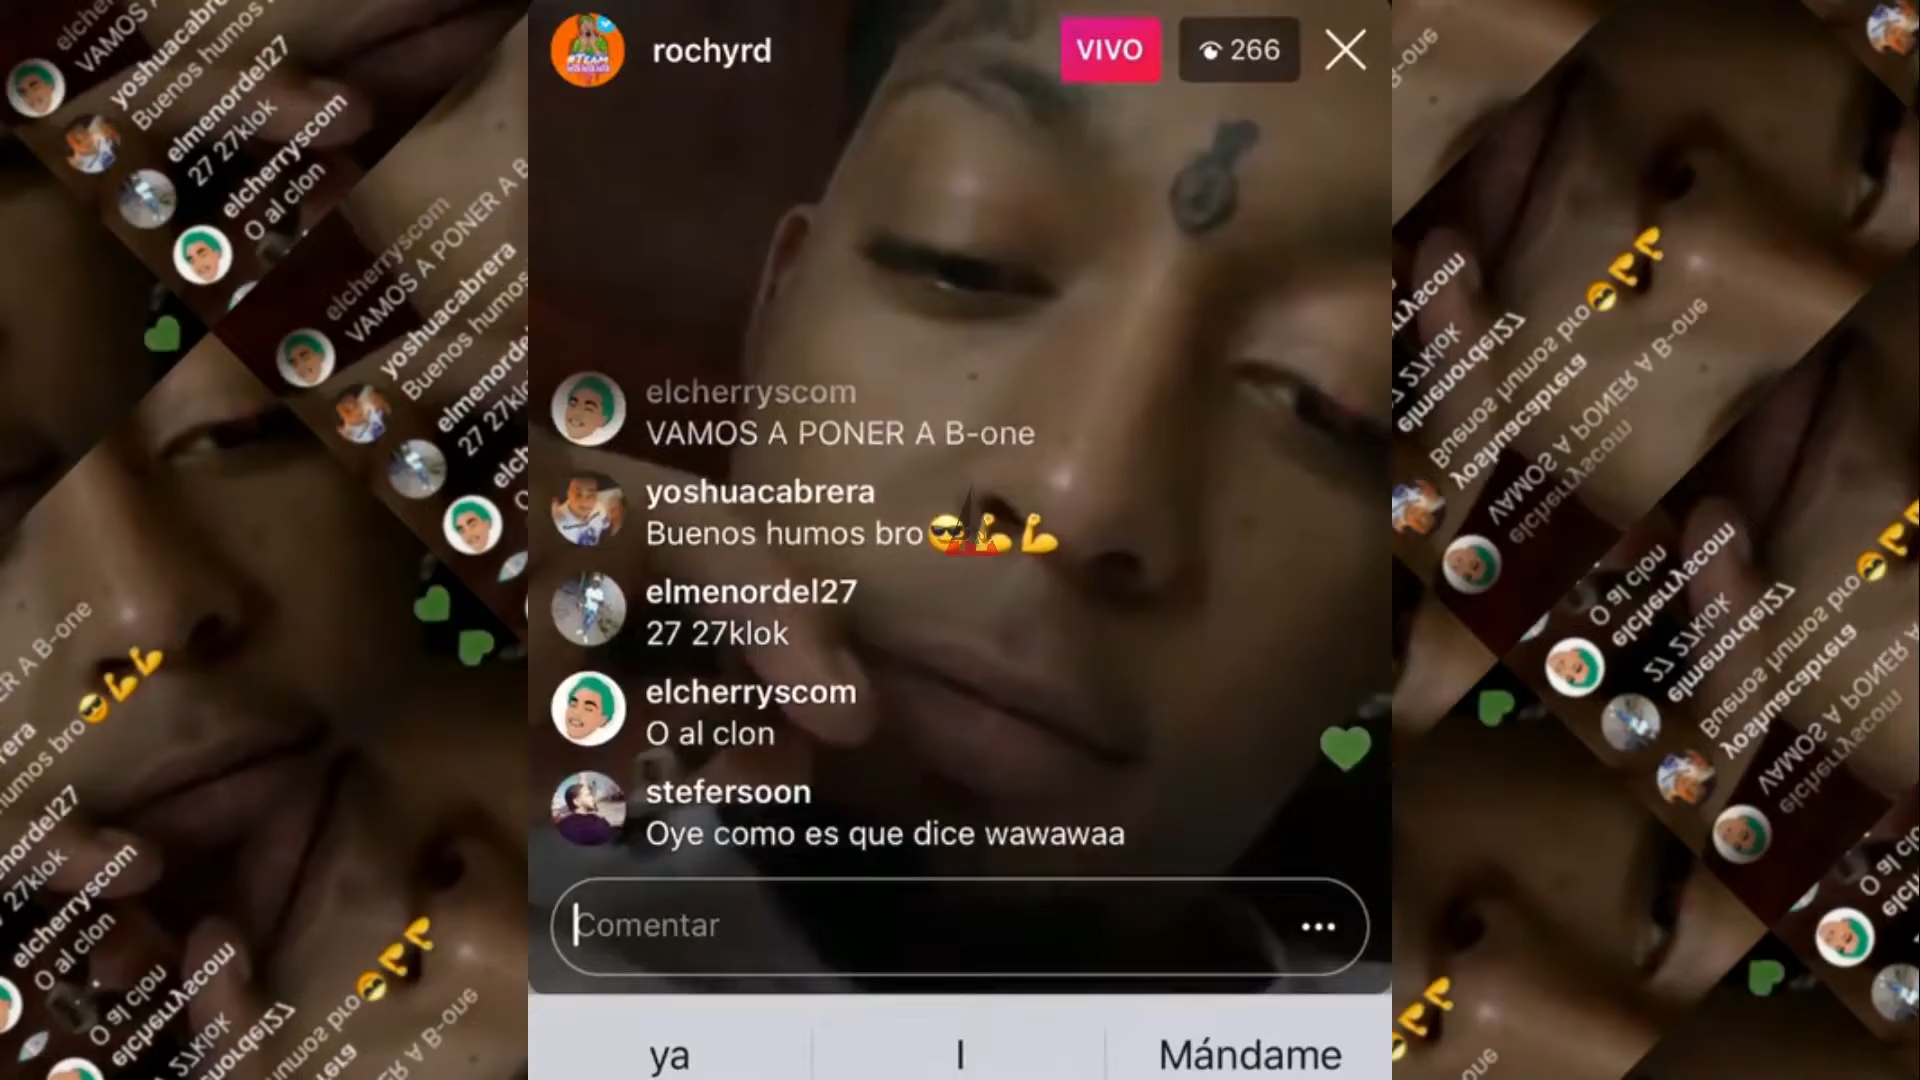 rochyrd
VIVO
266
elcherryscom
VAMOS A PONER A B-one
yoshuacabrera
Buenos humos bro😎💪💪
elmenordel27
27 27klok
elcherryscom
O al clon
stefersoon
Oye como es que dice wawawaa
Comentar
ya
I
Mándame